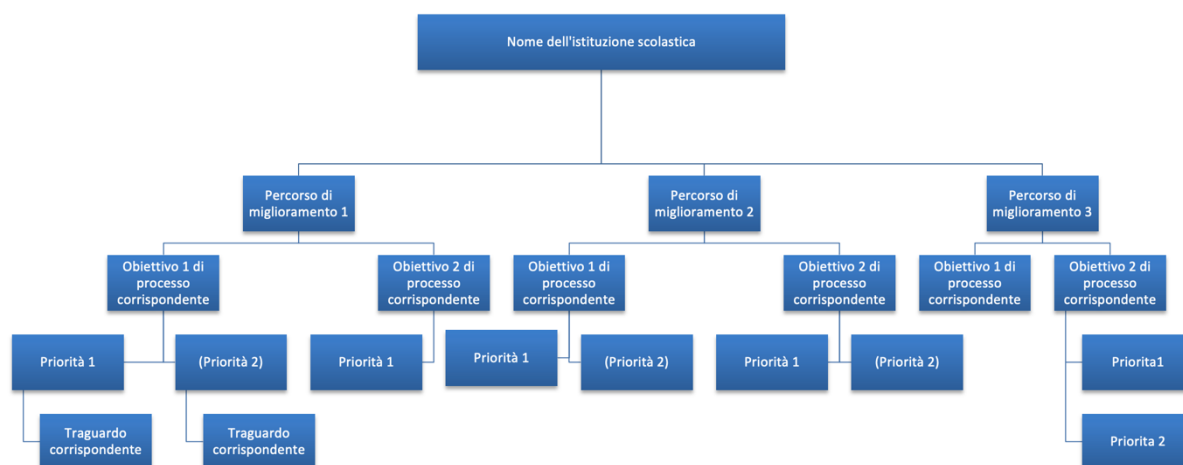 Nome dell'istituzione scolastica
Percorso di
miglioramento 1
Percorso di
miglioramento 2
Percorso di
miglioramento 3
Obiettivo 1 di
processo
corrispondente
Obiettivo 2 di
processo
corrispondente
Obiettivo 1 di
processo
corrispondente
Obiettivo 2 di
processo
corrispondente
Obiettivo 1 di
processo
corrispondente
Obiettivo 2 di
processo
corrispondente
Priorità 1
(Priorità 2)
Priorità 1
Priorità 1
(Priorità 2)
Priorità 1
(Priorità 2)
Priorita1
Traguardo
corrispondente
Traguardo
corrispondente
Priorita 2